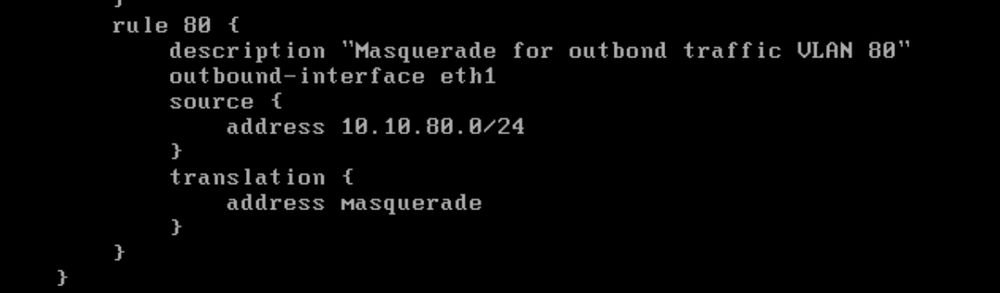 }
rule 80 {
description "Masquerade for outbond traffic VLAN 80"
outbound-interface eth1
source {
address 10.10.80.0/24
}
translation {
address masquerade
}
}
}